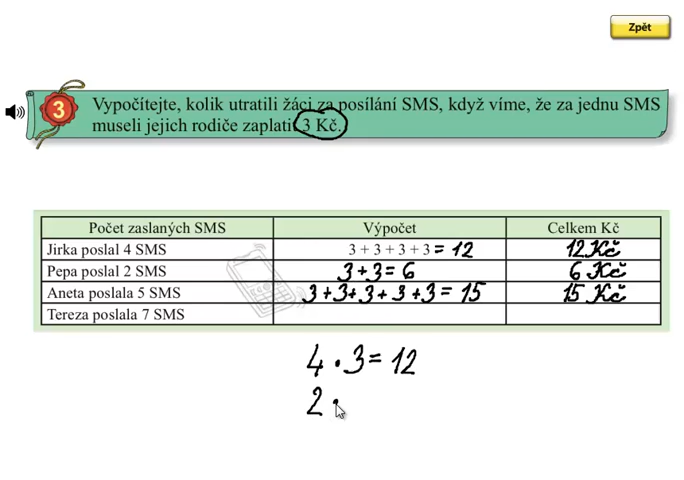 Zpět
3
Vypočítejte, kolik utratili žáci za posílání SMS, když víme, že za jednu SMS
museli jejich rodiče zaplatit 3 Kč.
Počet zaslaných SMS Výpočet Celkem Kč
Jirka poslal 4 SMS 3 + 3 + 3 + 3 = 12 12 Kč
Pepa poslal 2 SMS 3 + 3 = 6 6 Kč
Aneta poslala 5 SMS 3 + 3 + 3 + 3 + 3 = 15 15 Kč
Tereza poslala 7 SMS
4 · 3 = 12
2 ·